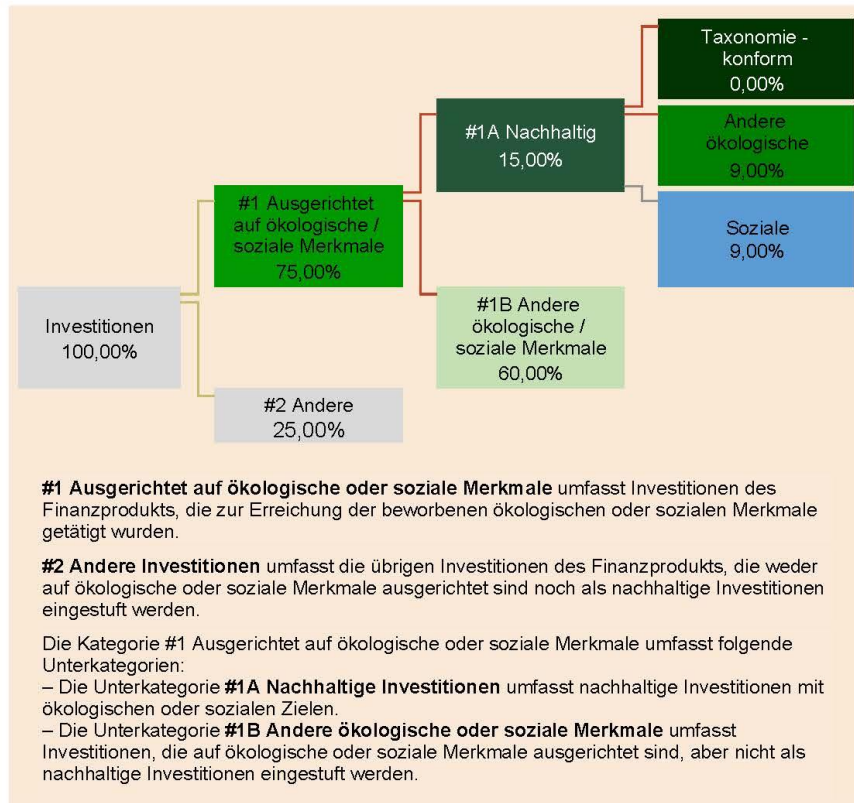 Taxonomie -
konform
0,00%
#1A Nachhaltig
15,00%
Andere
ökologische
9,00%
#1 Ausgerichtet
auf ökologische /
soziale Merkmale
75,00%
Soziale
9,00%
Investitionen
100,00%
#1B Andere
ökologische /
soziale Merkmale
60,00%
#2 Andere
25,00%
#1 Ausgerichtet auf ökologische oder soziale Merkmale umfasst Investitionen des
Finanzprodukts, die zur Erreichung der beworbenen ökologischen oder sozialen Merkmale
getätigt wurden.
#2 Andere Investitionen umfasst die übrigen Investitionen des Finanzprodukts, die weder
auf ökologische oder soziale Merkmale ausgerichtet sind noch als nachhaltige Investitionen
eingestuft werden.
Die Kategorie #1 Ausgerichtet auf ökologische oder soziale Merkmale umfasst folgende
Unterkategorien:
– Die Unterkategorie #1A Nachhaltige Investitionen umfasst nachhaltige Investitionen mit
ökologischen oder sozialen Zielen.
– Die Unterkategorie #1B Andere ökologische oder soziale Merkmale umfasst
Investitionen, die auf ökologische oder soziale Merkmale ausgerichtet sind, aber nicht als
nachhaltige Investitionen eingestuft werden.